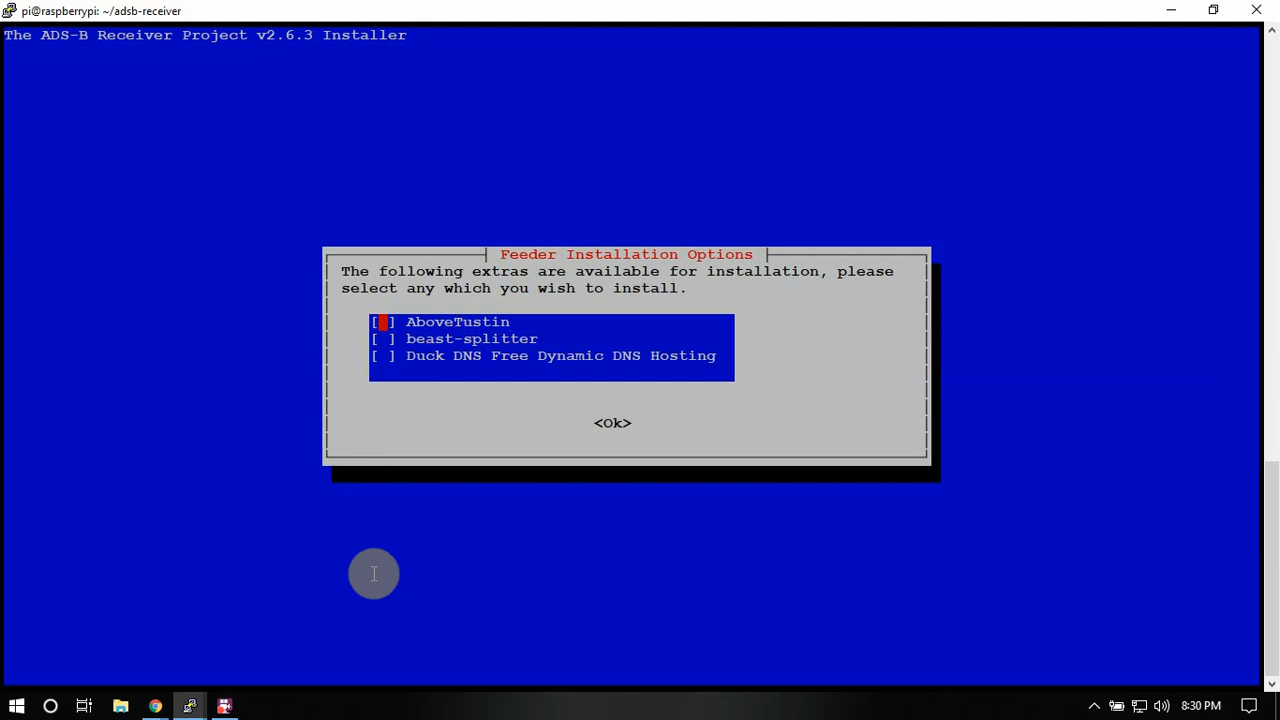 pi@raspberrypi: ~/adsb-receiver
The ADS-B Receiver Project v2.6.3 Installer
Feeder Installation Options
The following extras are available for installation, please
select any which you wish to install.
[ ] AboveTustin
[ ] beast-splitter
[ ] Duck DNS Free Dynamic DNS Hosting
<Ok>
8:30 PM